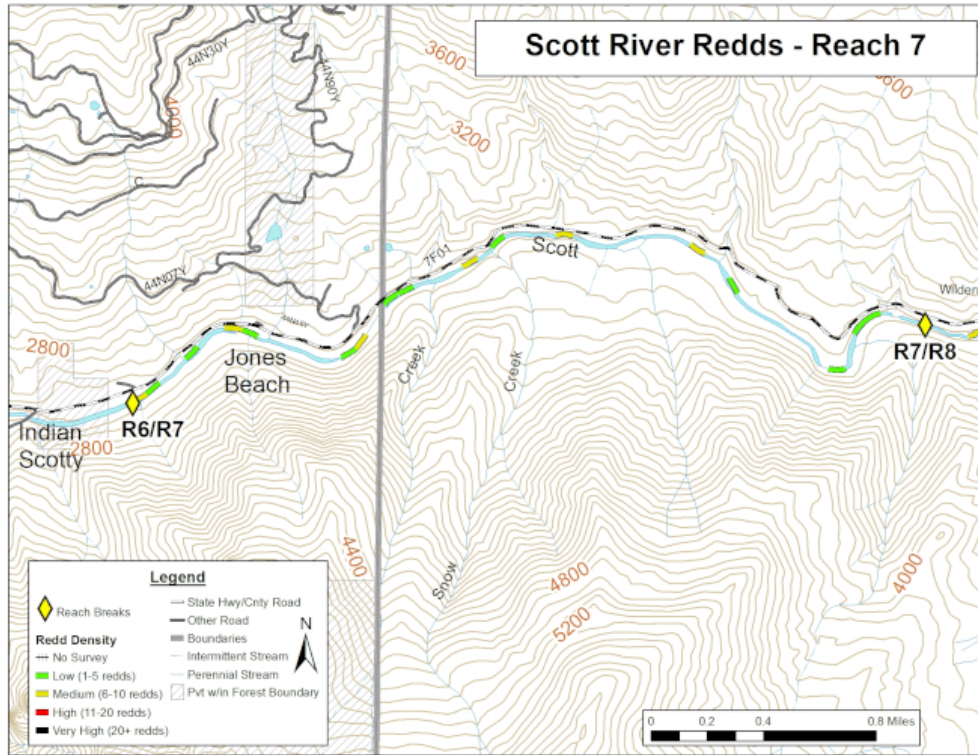 Scott River Redds - Reach 7
44N30Y
44N90Y
4000
3600
3200
C
44N07Y
7F01
Scott
Wildern
2800
Jones
Beach
R7/R8
Creek
Creek
R6/R7
Indian
Scotty
2800
4400
Snow
4800
5200
4000
Legend
Reach Breaks
Redd Density
No Survey
Low (1-5 redds)
Medium (6-10 redds)
High (11-20 redds)
Very High (20+ redds)
State Hwy/Cnty Road
Other Road
Boundaries
Intermittent Stream
Perennial Stream
Pvt w/in Forest Boundary
N
0 0.2 0.4 0.8 Miles